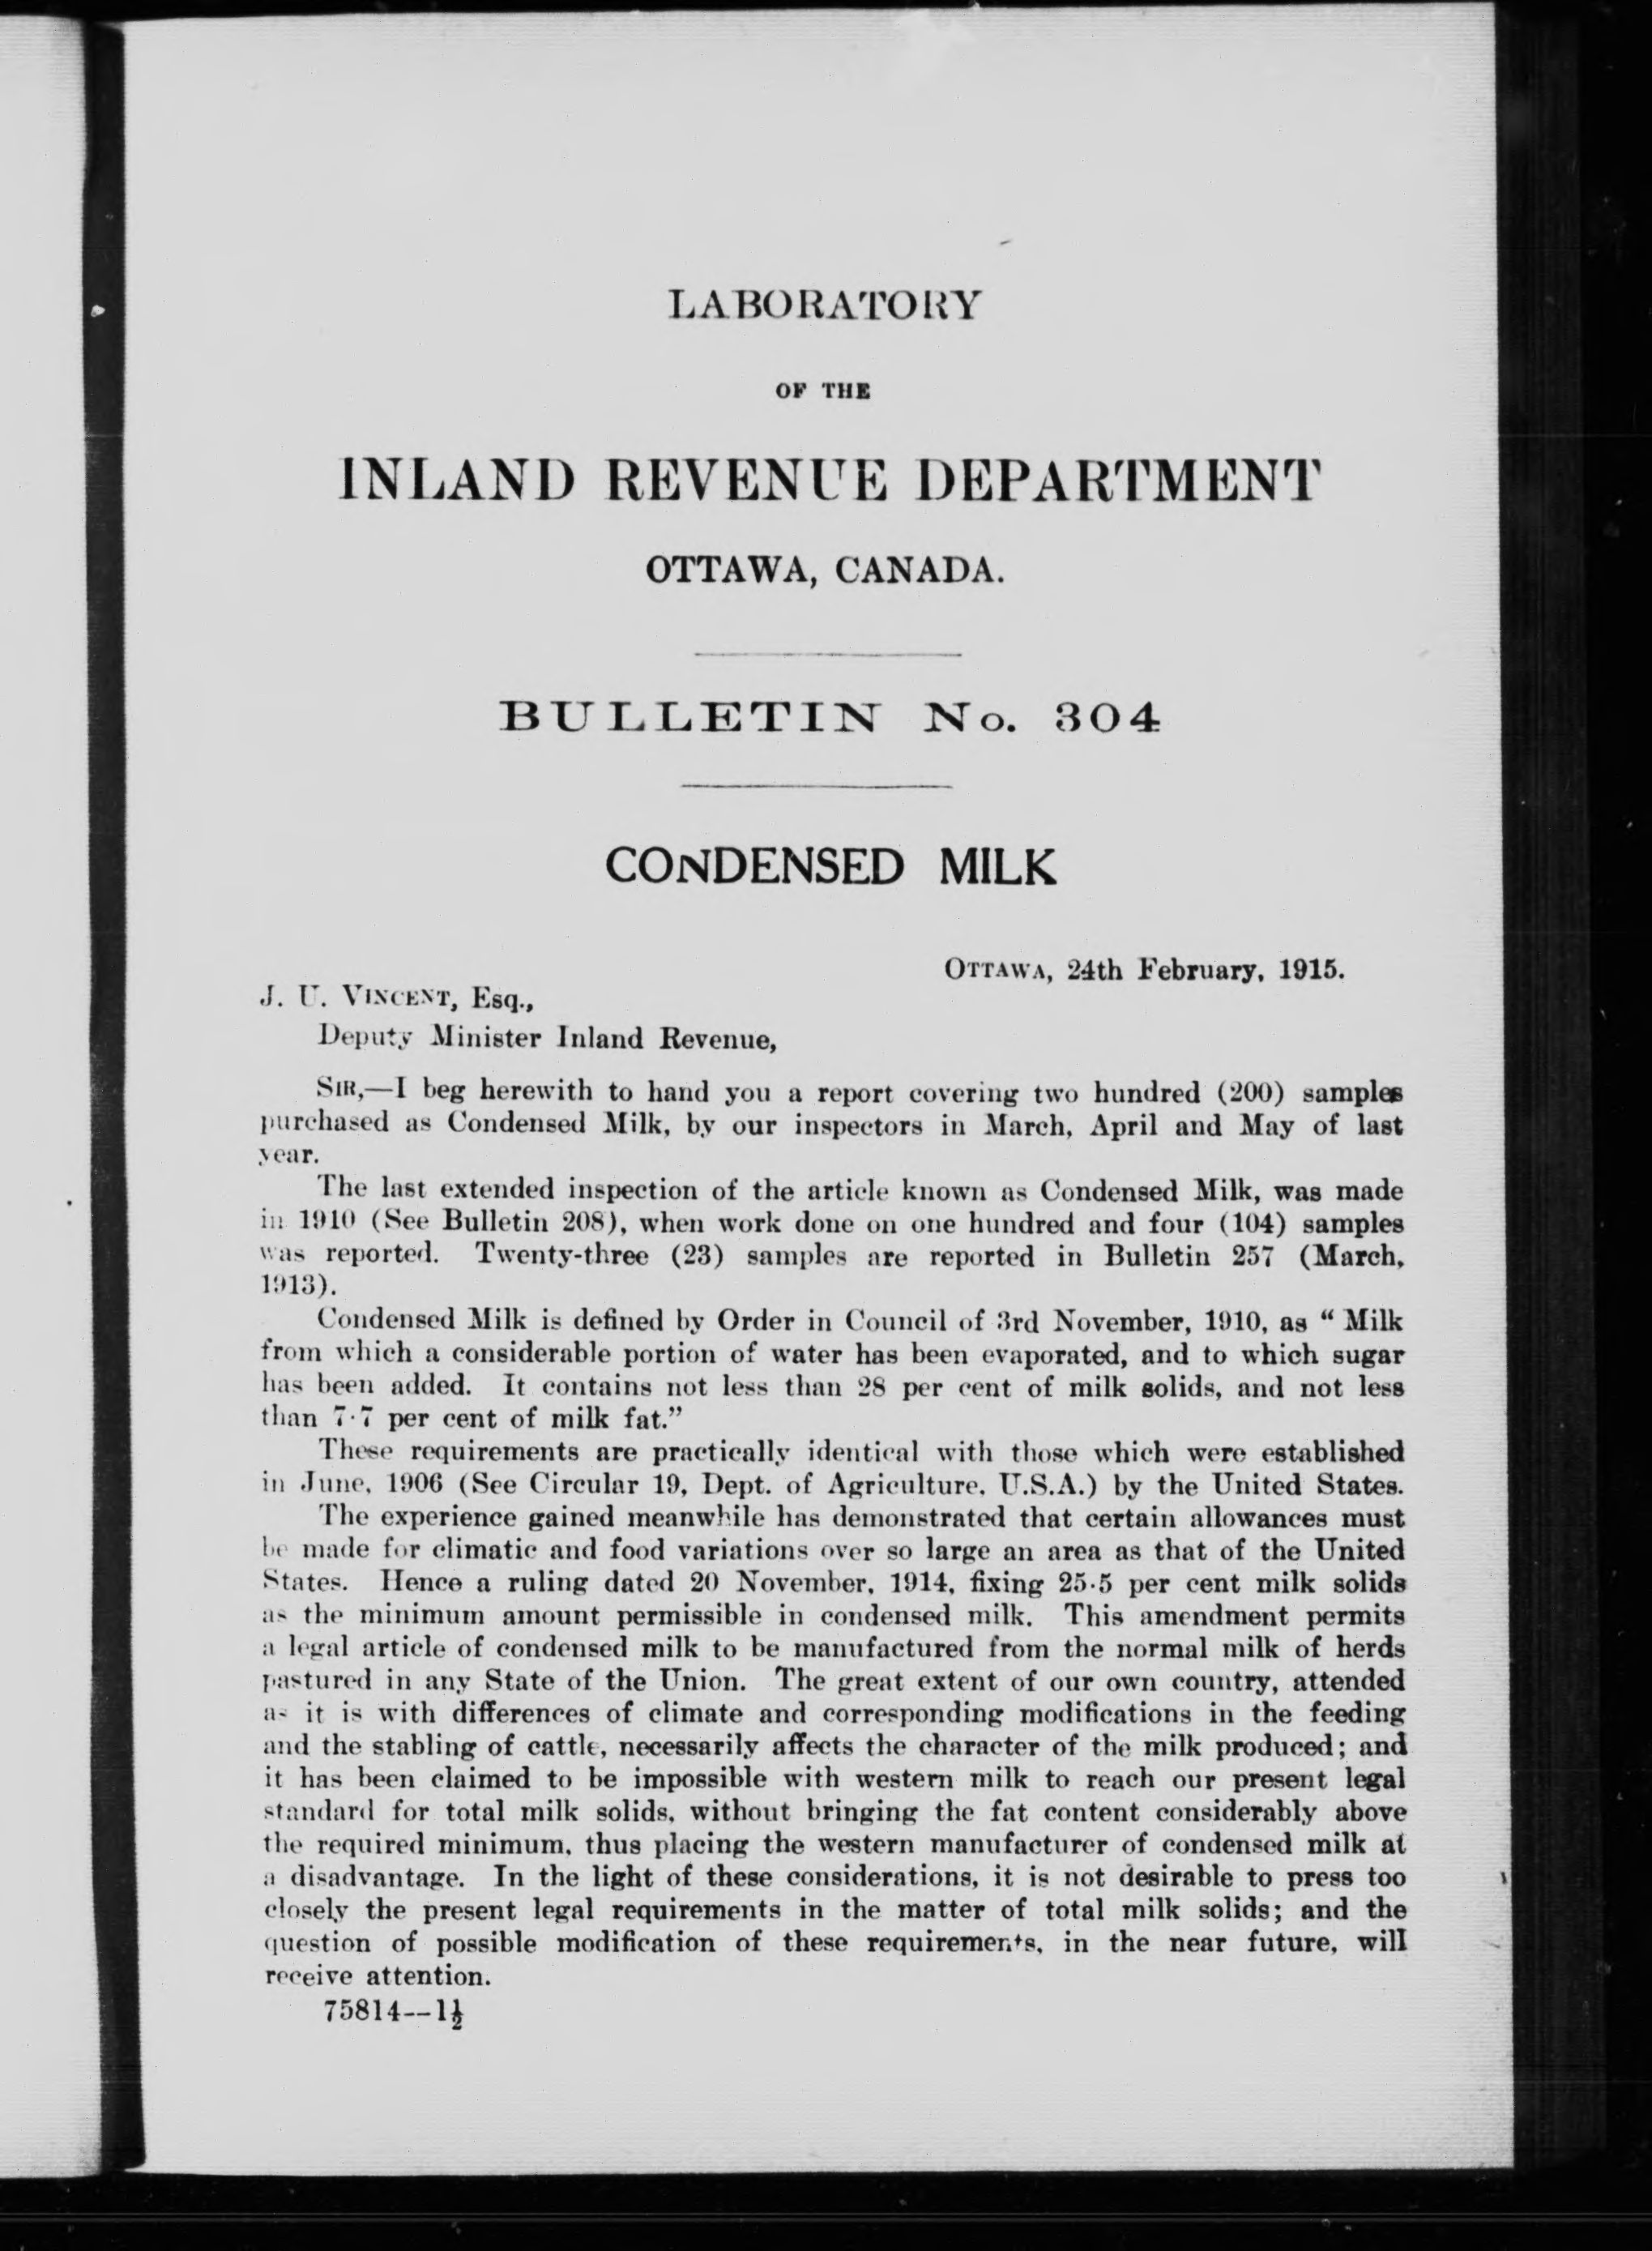 LABORATORY
OF THE
INLAND REVENUE DEPARTMENT
OTTAWA, CANADA.
BULLETIN No. 304
CONDENSED MILK
OTTAWA, 24th February, 1915.
J. U. VINCENT, Esq.,
Deputy Minister Inland Revenue,
SIR,—I beg herewith to hand you a report covering two hundred (200) samples
purchased as Condensed Milk, by our inspectors in March, April and May of last
year.
The last extended inspection of the article known as Condensed Milk, was made
in 1910 (See Bulletin 208), when work done on one hundred and four (104) samples
was reported. Twenty-three (23) samples are reported in Bulletin 257 (March,
1913).
Condensed Milk is defined by Order in Council of 3rd November, 1910, as “ Milk
from which a considerable portion of water has been evaporated, and to which sugar
has been added. It contains not less than 28 per cent of milk solids, and not less
than 7·7 per cent of milk fat.”
These requirements are practically identical with those which were established
in June, 1906 (See Circular 19, Dept. of Agriculture, U.S.A.) by the United States.
The experience gained meanwhile has demonstrated that certain allowances must
be made for climatic and food variations over so large an area as that of the United
States. Hence a ruling dated 20 November, 1914, fixing 25·5 per cent milk solids
as the minimum amount permissible in condensed milk. This amendment permits
a legal article of condensed milk to be manufactured from the normal milk of herds
pastured in any State of the Union. The great extent of our own country, attended
as it is with differences of climate and corresponding modifications in the feeding
and the stabling of cattle, necessarily affects the character of the milk produced; and
it has been claimed to be impossible with western milk to reach our present legal
standard for total milk solids, without bringing the fat content considerably above
the required minimum, thus placing the western manufacturer of condensed milk at
a disadvantage. In the light of these considerations, it is not desirable to press too
closely the present legal requirements in the matter of total milk solids; and the
question of possible modification of these requirements, in the near future, will
receive attention.
75814--1½